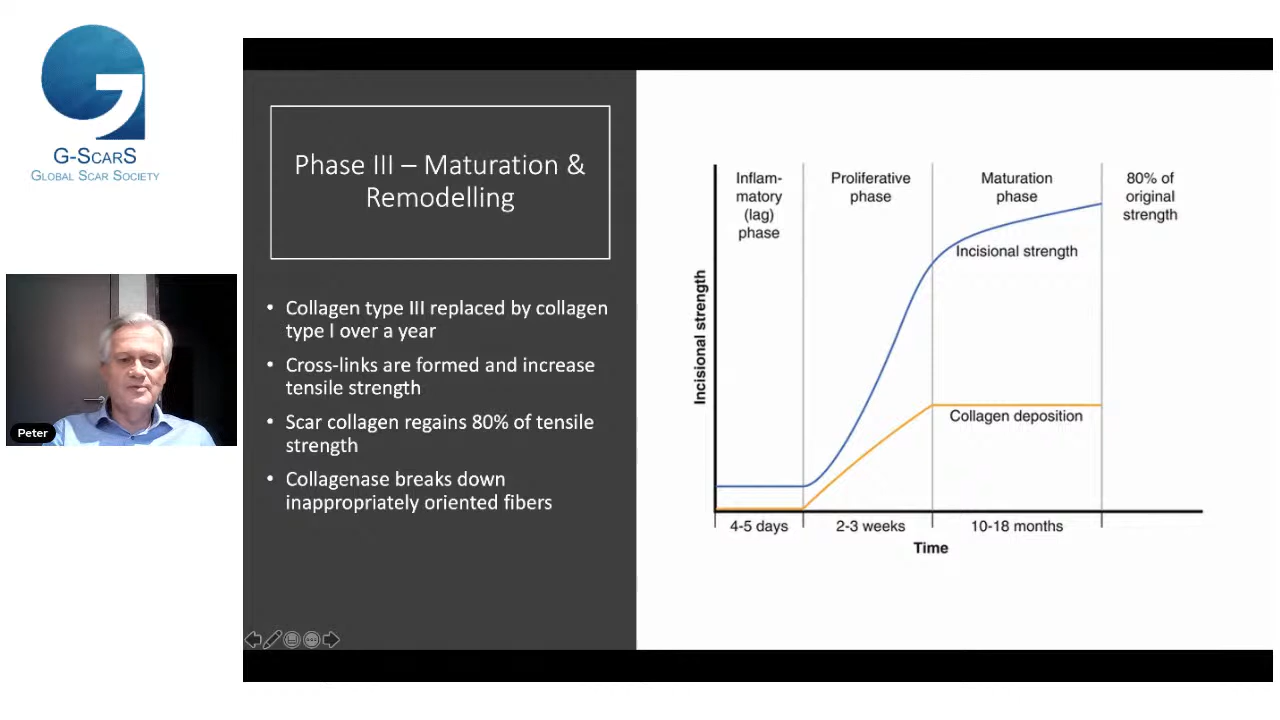 G-ScarS
Global Scar Society
Peter
Phase III – Maturation &
Remodelling
• Collagen type III replaced by collagen
type I over a year
• Cross-links are formed and increase
tensile strength
• Scar collagen regains 80% of tensile
strength
• Collagenase breaks down
inappropriately oriented fibers
Inflam-
matory
(lag)
phase
Proliferative
phase
Maturation
phase
80% of
original
strength
Incisional strength
Incisional strength
Collagen deposition
4-5 days
2-3 weeks
10-18 months
Time